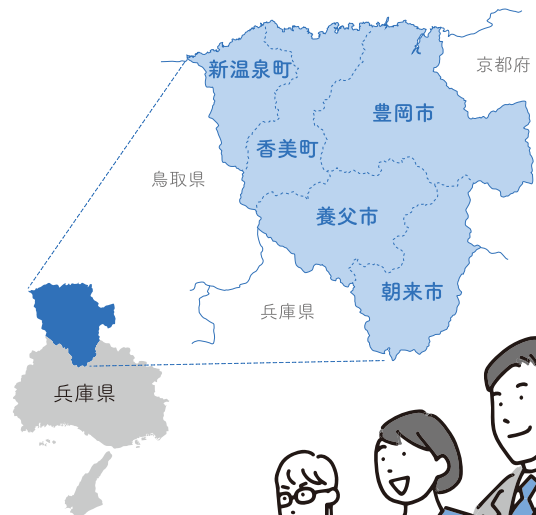 京都府
新温泉町
豊岡市
香美町
鳥取県
養父市
朝来市
兵庫県
兵庫県